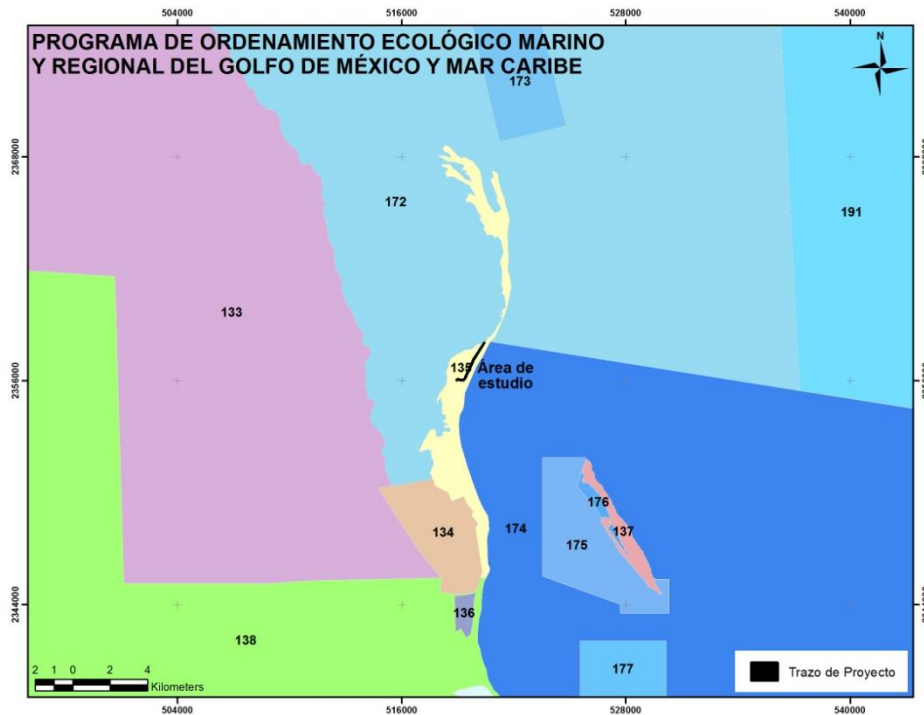 504000 516000 528000 540000
PROGRAMA DE ORDENAMIENTO ECOLÓGICO MARINO
Y REGIONAL DEL GOLFO DE MÉXICO Y MAR CARIBE
N
173
2368000
172
191
133
135 Área de
estudio
2356000
176
134
174
137
175
2344000
136
138
177
2 1 0 2 4
Kilometers
Trazo de Proyecto
504000 516000 528000 540000